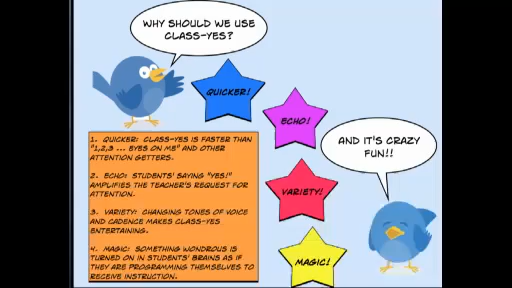 WHY SHOULD WE USE
CLASS-YES?
QUICKER!
ECHO!
AND IT'S CRAZY
FUN!!
1. QUICKER: CLASS-YES IS FASTER THAN
"1,2,3 ... EYES ON ME" AND OTHER
ATTENTION GETTERS.
2. ECHO: STUDENTS' SAYING "YES!"
AMPLIFIES THE TEACHER'S REQUEST FOR
ATTENTION.
3. VARIETY: CHANGING TONES OF VOICE
AND CADENCE MAKES CLASS-YES
ENTERTAINING.
4. MAGIC: SOMETHING WONDROUS IS
TURNED ON IN STUDENTS' BRAINS AS IF
THEY ARE PROGRAMMING THEMSELVES TO
RECEIVE INSTRUCTION.
VARIETY!
MAGIC!